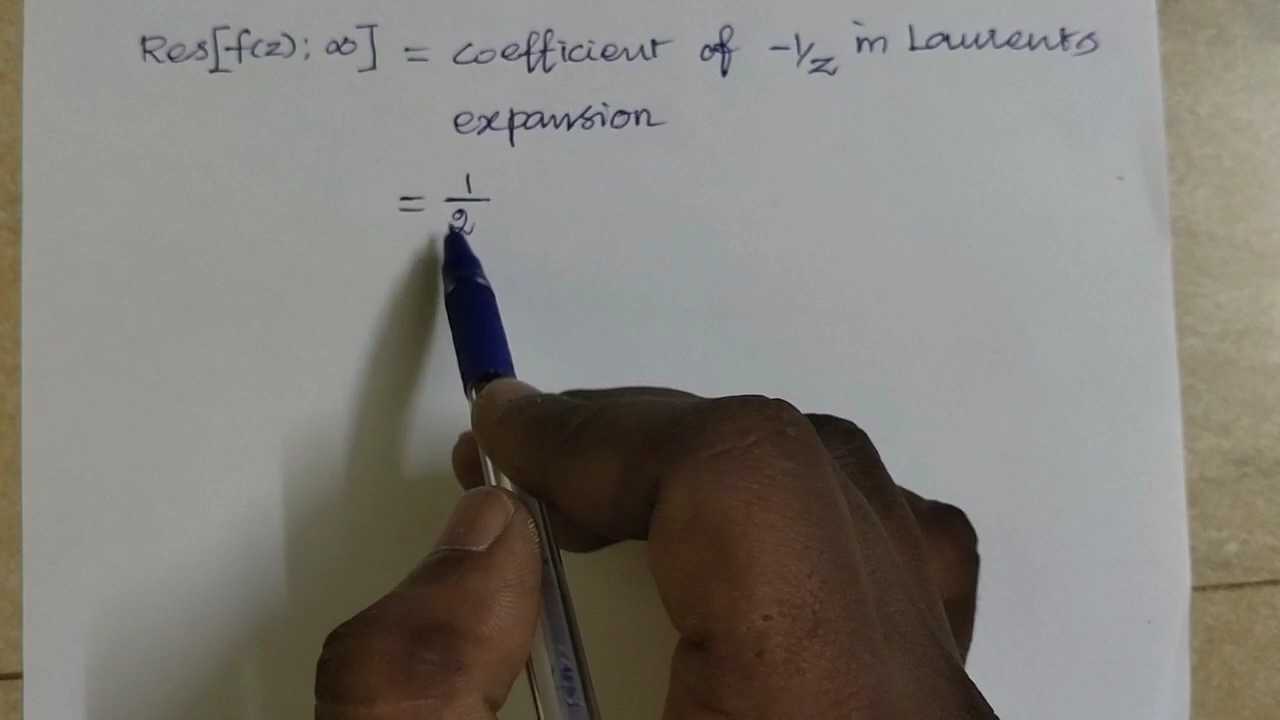 Res[f(z); ∞] = coefficient of -1/z in Laurents
expansion
= 1/2